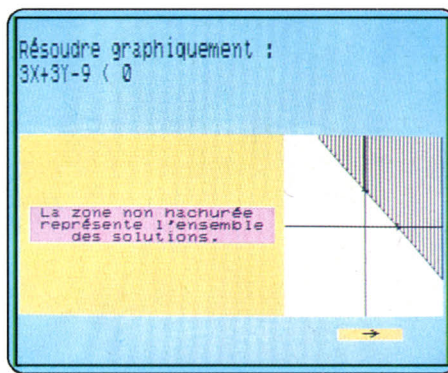 Résoudre graphiquement :
3X+3Y-9 < 0
La zone non hachurée
représente l'ensemble
des solutions.